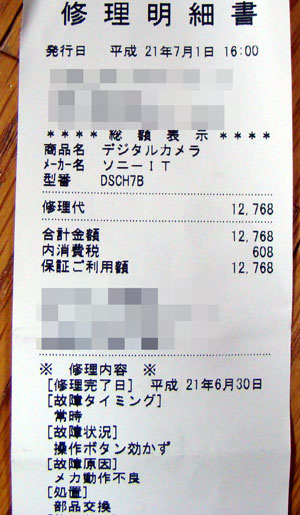 修理明細書
発行日 平成 21年7月1日 16:00
＊＊＊＊ 総 額 表 示 ＊＊＊＊
商品名 デジタルカメラ
ﾒｰｶｰ名 ソニーＩＴ
型番 DSCH7B
修理代 12,768
合計金額 12,768
内消費税 608
保証ご利用額 12,768
※ 修理内容 ※
[修理完了日] 平成 21年6月30日
[故障タイミング]
常時
[故障状況]
操作ボタン効かず
[故障原因]
メカ動作不良
[処置]
部品交換